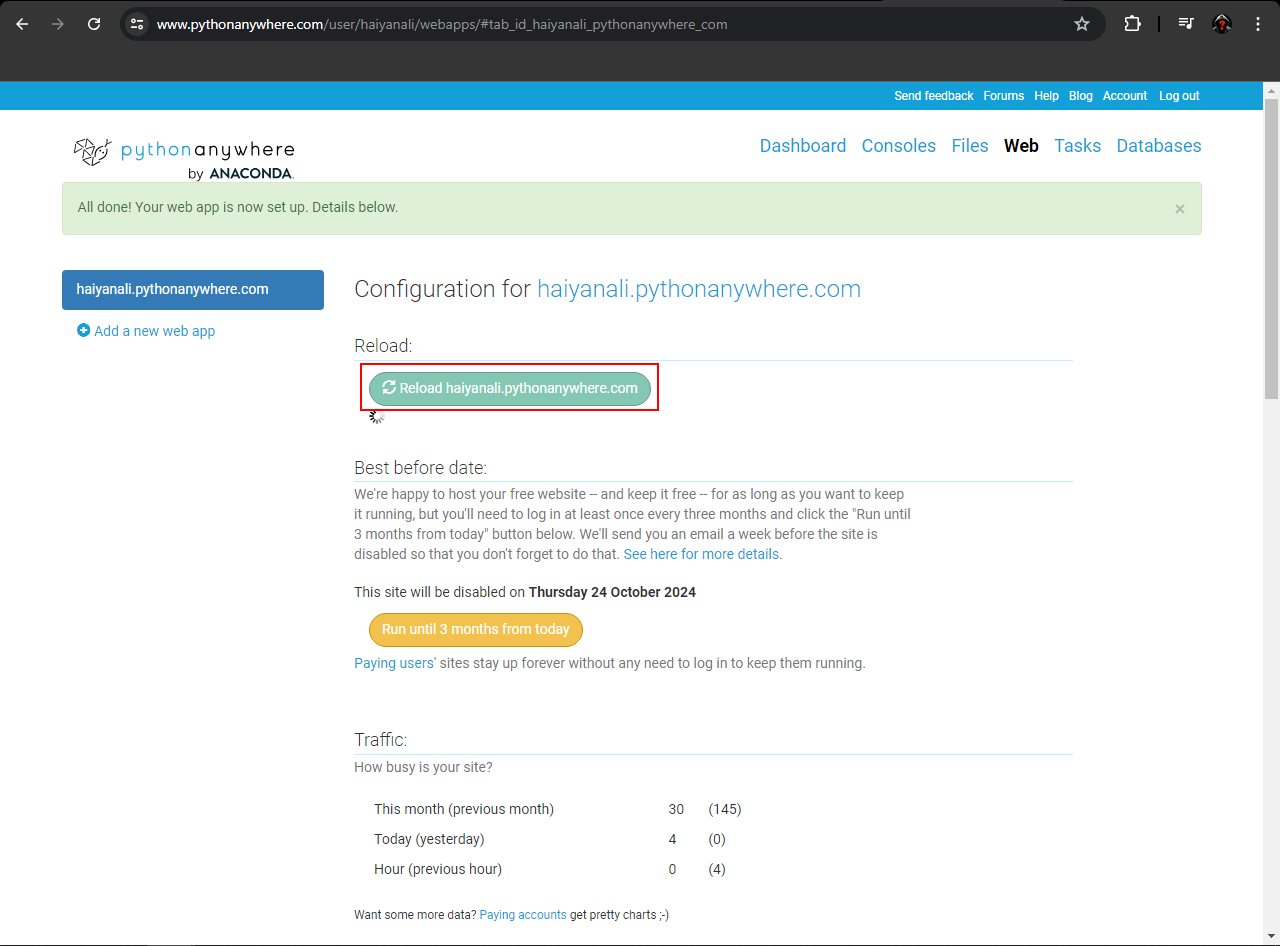 www.pythonanywhere.com/user/haiyanali/webapps/#tab_id_haiyanali_pythonanywhere_com
Send feedback Forums Help Blog Account Log out
pythonanywhere
by ANACONDA.
Dashboard Consoles Files Web Tasks Databases
All done! Your web app is now set up. Details below. ×
haiyanali.pythonanywhere.com
Add a new web app
Configuration for haiyanali.pythonanywhere.com
Reload:
Reload haiyanali.pythonanywhere.com
Best before date:
We're happy to host your free website -- and keep it free -- for as long as you want to keep
it running, but you'll need to log in at least once every three months and click the "Run until
3 months from today" button below. We'll send you an email a week before the site is
disabled so that you don't forget to do that. See here for more details.
This site will be disabled on Thursday 24 October 2024
Run until 3 months from today
Paying users' sites stay up forever without any need to log in to keep them running.
Traffic:
How busy is your site?
This month (previous month) 30 (145)
Today (yesterday) 4 (0)
Hour (previous hour) 0 (4)
Want some more data? Paying accounts get pretty charts ;-)